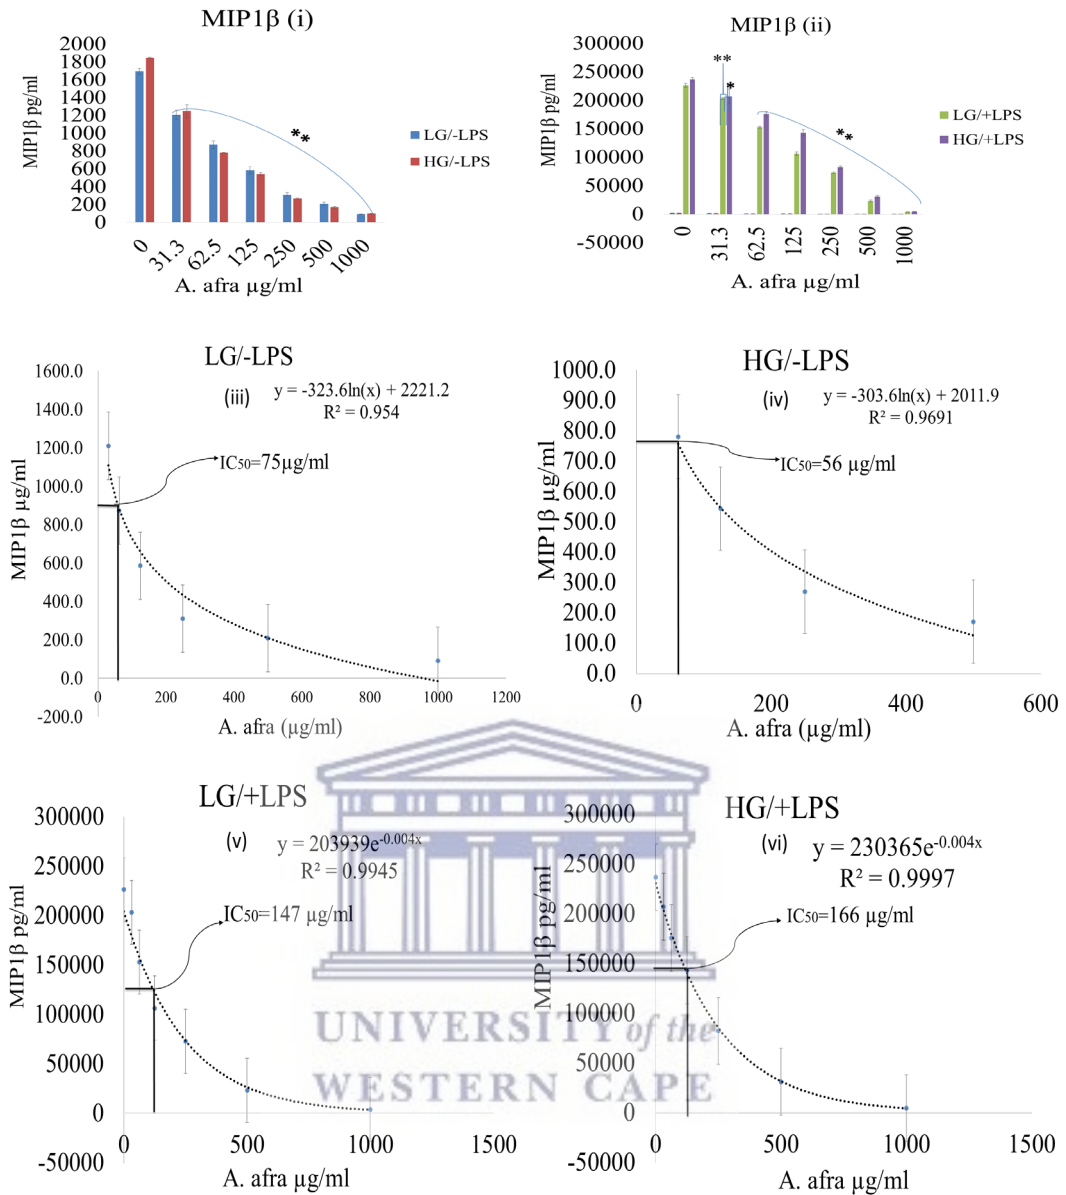 MIP1β (i)
MIP1β pg/ml
2000
1800
1600
1400
1200
1000
800
600
400
200
0
**
LG/-LPS
HG/-LPS
0 31.3 62.5 125 250 500 1000
A. afra µg/ml
MIP1β (ii)
MIP1β pg/ml
300000
250000
200000
150000
100000
50000
0
-50000
**
*
**
LG/+LPS
HG/+LPS
0 31.3 62.5 125 250 500 1000
A. afra µg/ml
LG/-LPS
(iii)
y = -323.6ln(x) + 2221.2
R² = 0.954
IC50=75µg/ml
MIP1β µg/ml
1600.0
1400.0
1200.0
1000.0
800.0
600.0
400.0
200.0
0.0
-200.0
0 200 400 600 800 1000 1200
A. afra (µg/ml)
HG/-LPS
(iv)
y = -303.6ln(x) + 2011.9
R² = 0.9691
IC50=56 µg/ml
MIP1β µg/ml
1000.0
900.0
800.0
700.0
600.0
500.0
400.0
300.0
200.0
100.0
0.0
0 200 400 600
A. afra (µg/ml)
LG/+LPS
(v)
y = 203939e-0.004x
R² = 0.9945
IC50=147 µg/ml
MIP1β pg/ml
300000
250000
200000
150000
100000
50000
0
-50000
0 500 1000 1500
A. afra µg/ml
HG/+LPS
(vi)
y = 230365e-0.004x
R² = 0.9997
IC50=166 µg/ml
MIP1β pg/ml
300000
250000
200000
150000
100000
50000
0
-50000
0 500 1000 1500
A. afra µg/ml
UNIVERSITY of the
WESTERN CAPE